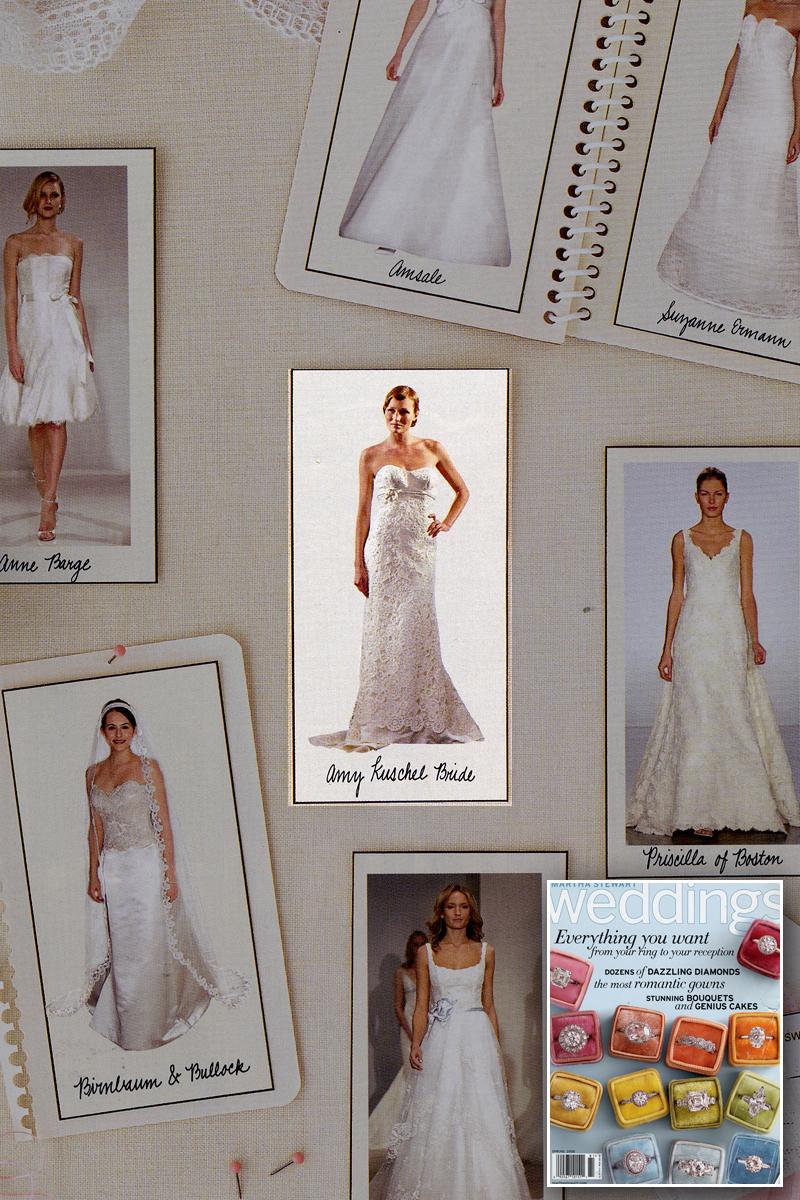 Amsale
Suzanne Ermann
Anne Barge
Amy Kuschel Bride
Priscilla of Boston
Birnbaum & Bullock
MARTHA STEWART
weddings
Everything you want
from your ring to your reception
DOZENS of DAZZLING DIAMONDS
the most romantic gowns
STUNNING BOUQUETS
and GENIUS CAKES